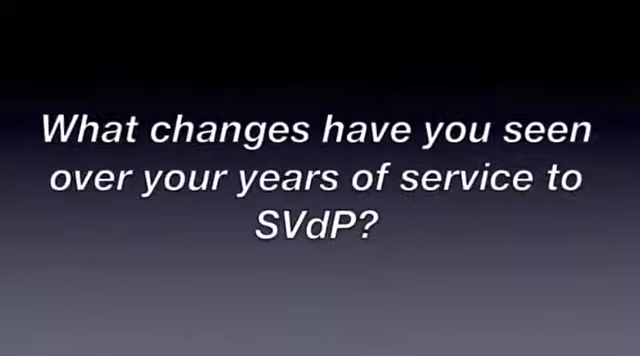 What changes have you seen
over your years of service to
SVdP?